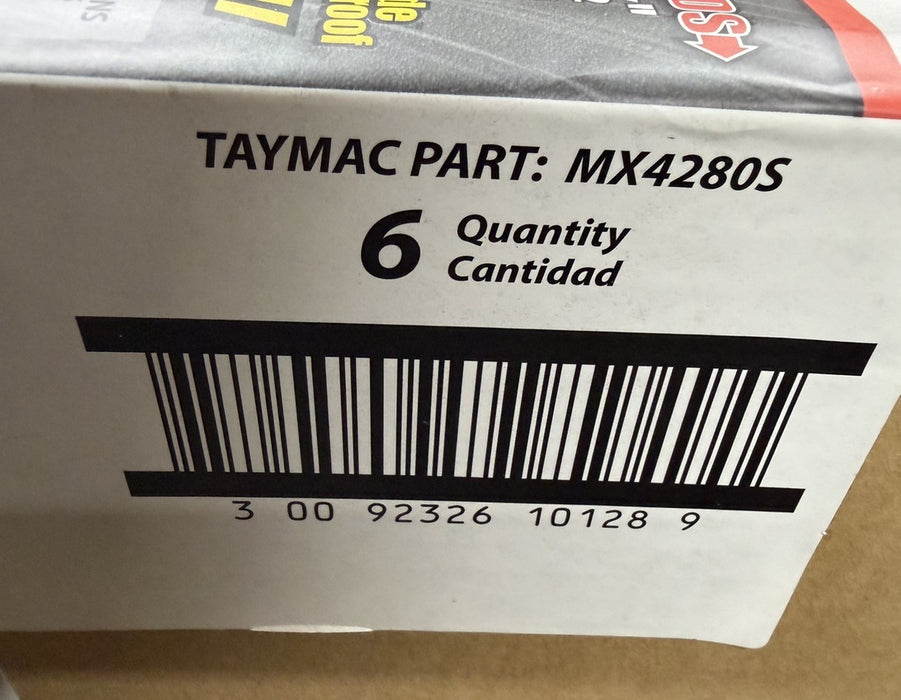 TAYMAC PART: MX4280S
6 Quantity
Cantidad
3 00 92326 10128 9